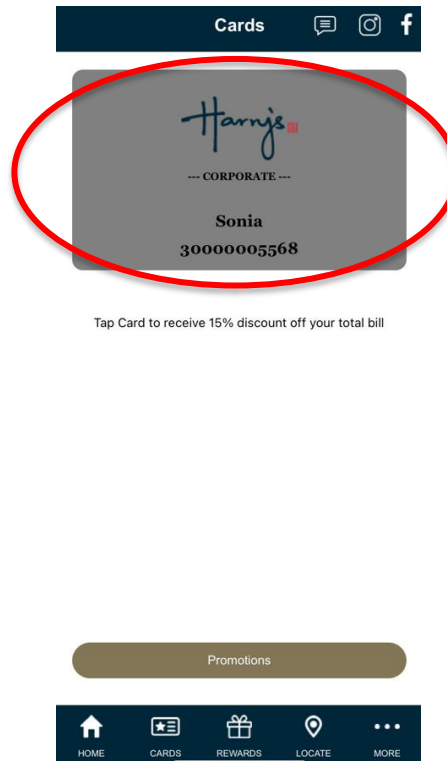 Cards
Harry's
--- CORPORATE ---
Sonia
30000005568
Tap Card to receive 15% discount off your total bill
Promotions
HOME CARDS REWARDS LOCATE MORE